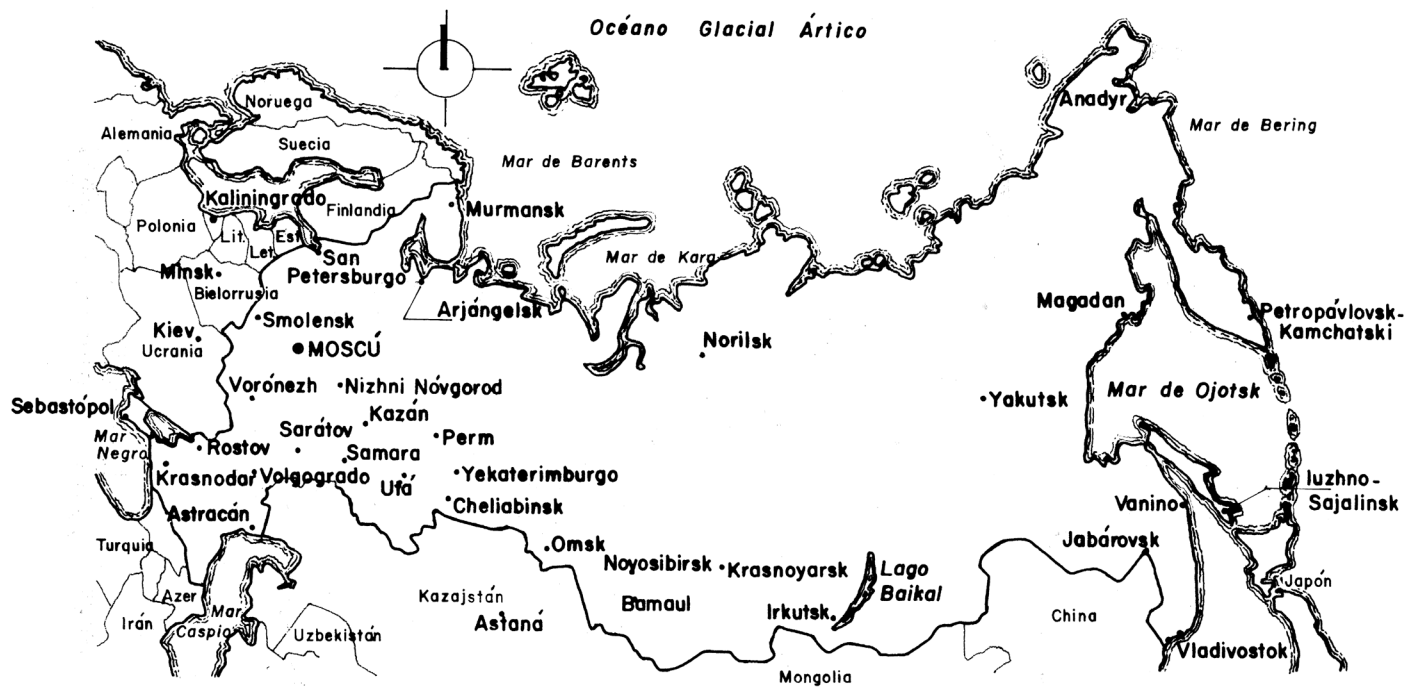 Océano Glacial Ártico
Noruega
Anadyr
Alemania
Mar de Bering
Suecia
Mar de Barents
Kaliningrado
Finlandia
Murmansk
Polonia
Lit.
Let.
Est
San
Petersburgo
Mar de Kara
Minsk
Bielorrusia
Arjángelsk
Magadan
Petropávlovsk-
Kamchatski
Smolensk
Kiev
Ucrania
MOSCÚ
Norilsk
Vorónezh
Nizhni Nóvgorod
Yakutsk
Mar de Ojotsk
Sebastópol
Kazán
Mar
Negro
Rostov
Sarátov
Perm
Samara
Krasnodar
Volgogrado
Ufá
Yekaterimburgo
Cheliabinsk
Iuzhno-
Sajalinsk
Vanino
Astracán
Turquia
Omsk
Jabárovsk
Noyosibirsk
Krasnoyarsk
Lago
Baikal
Japón
Azer
Kazajstán
Bamaul
Irkutsk
China
Irán
Mar
Caspio
Uzbekistán
Astaná
Vladivostok
Mongolia